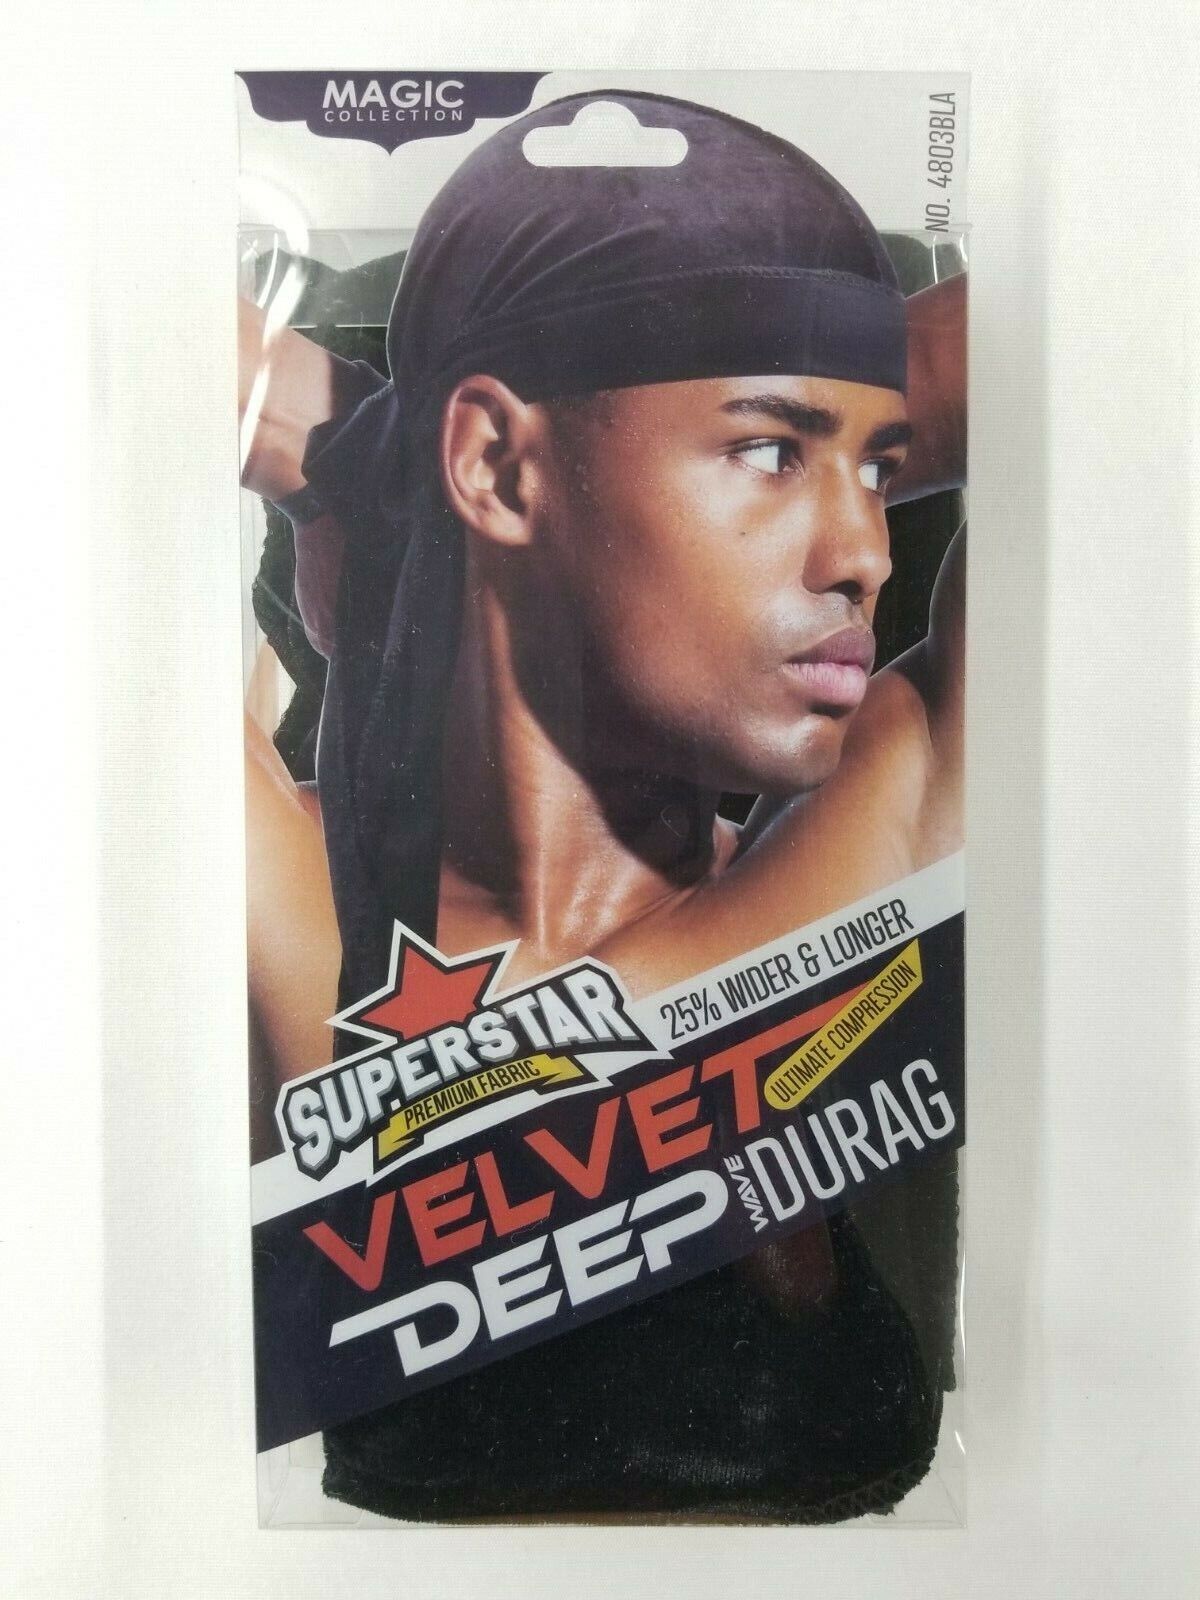 MAGIC
COLLECTION
NO. 4803BLA
25% WIDER & LONGER
SUPERSTAR
PREMIUM FABRIC
ULTIMATE COMPRESSION
VELVET
DEEP WAVE DURAG